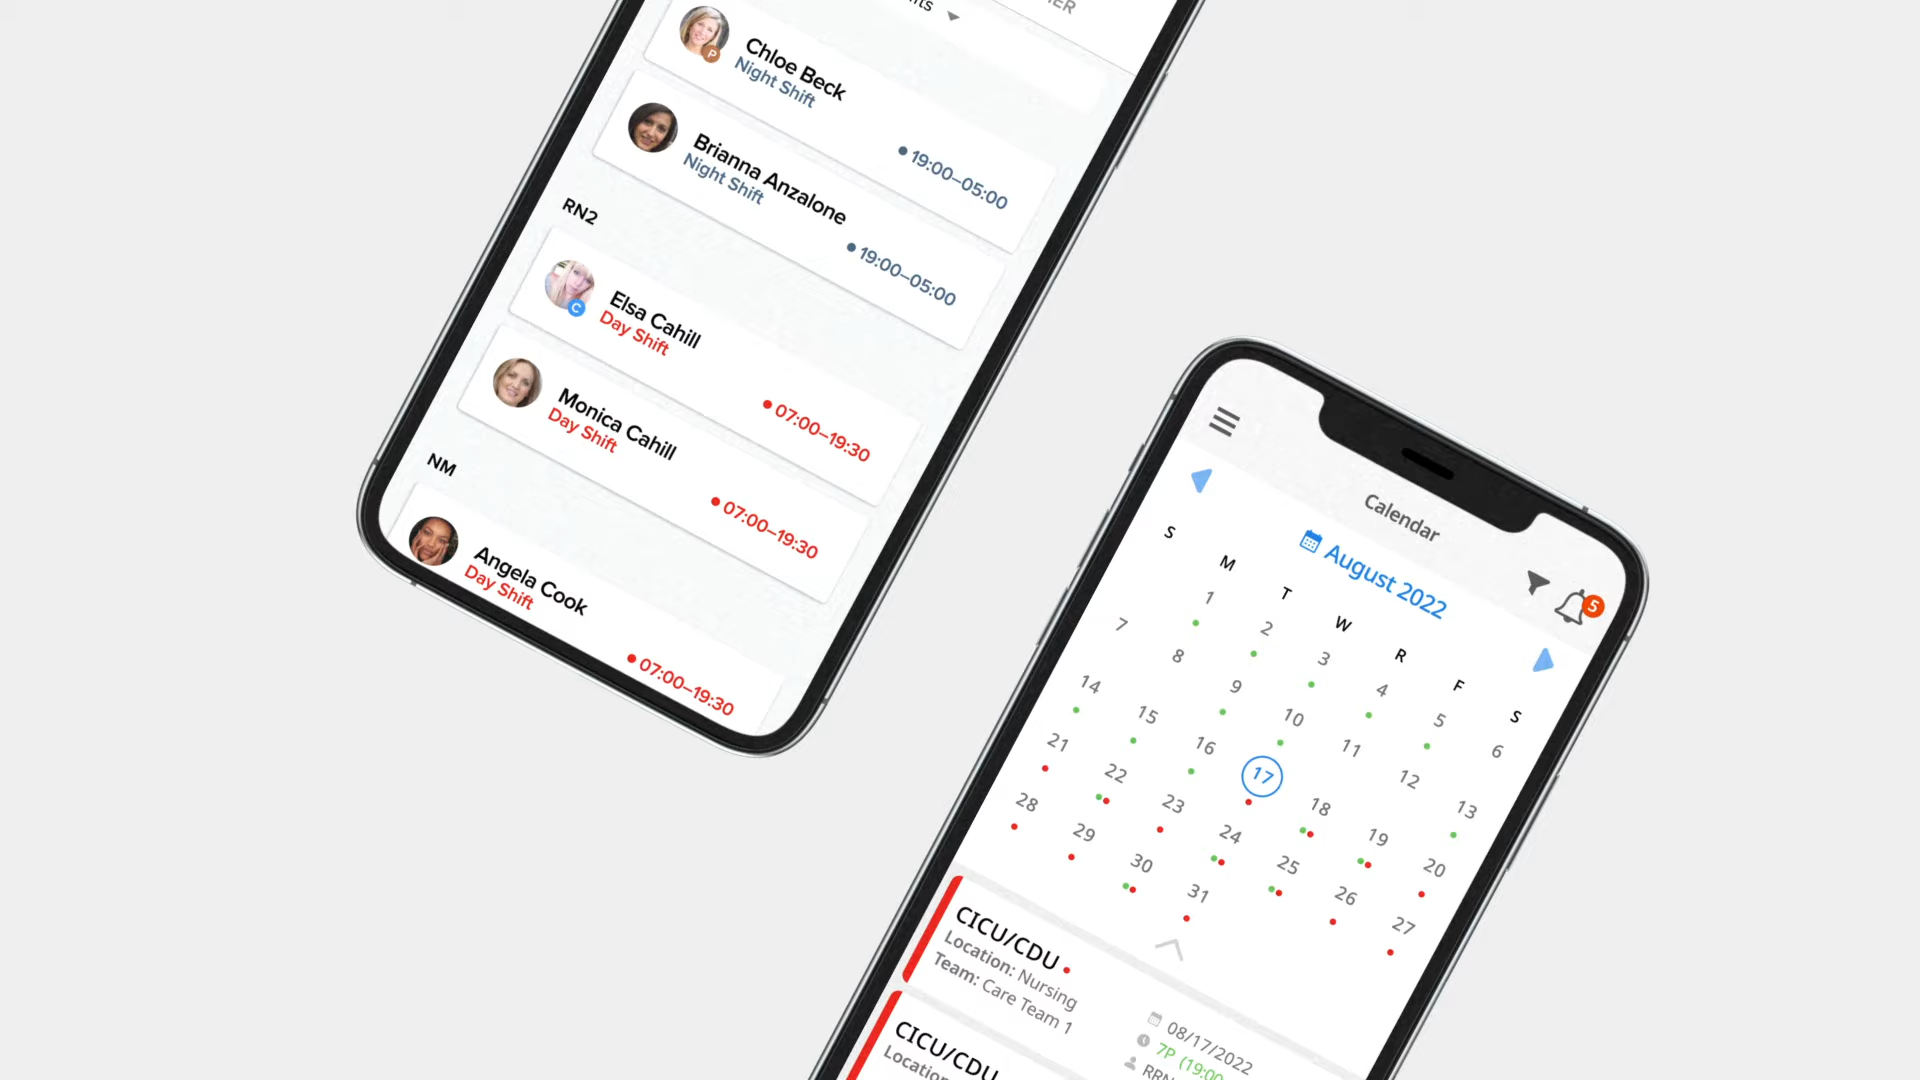 Chloe Beck
P
Night Shift
19:00–05:00
Brianna Anzalone
Night Shift
19:00–05:00
RN2
Elsa Cahill
C
Day Shift
07:00–19:30
Monica Cahill
Day Shift
07:00–19:30
NM
Angela Cook
Day Shift
07:00–19:30
Calendar
5
August 2022
S M T W R F S
1 2 3 4 5 6
7 8 9 10 11 12 13
14 15 16 17 18 19 20
21 22 23 24 25 26 27
28 29 30 31
CICU/CDU
Location: Nursing
Team: Care Team 1
08/17/2022
7P (19:00
CICU/CDU